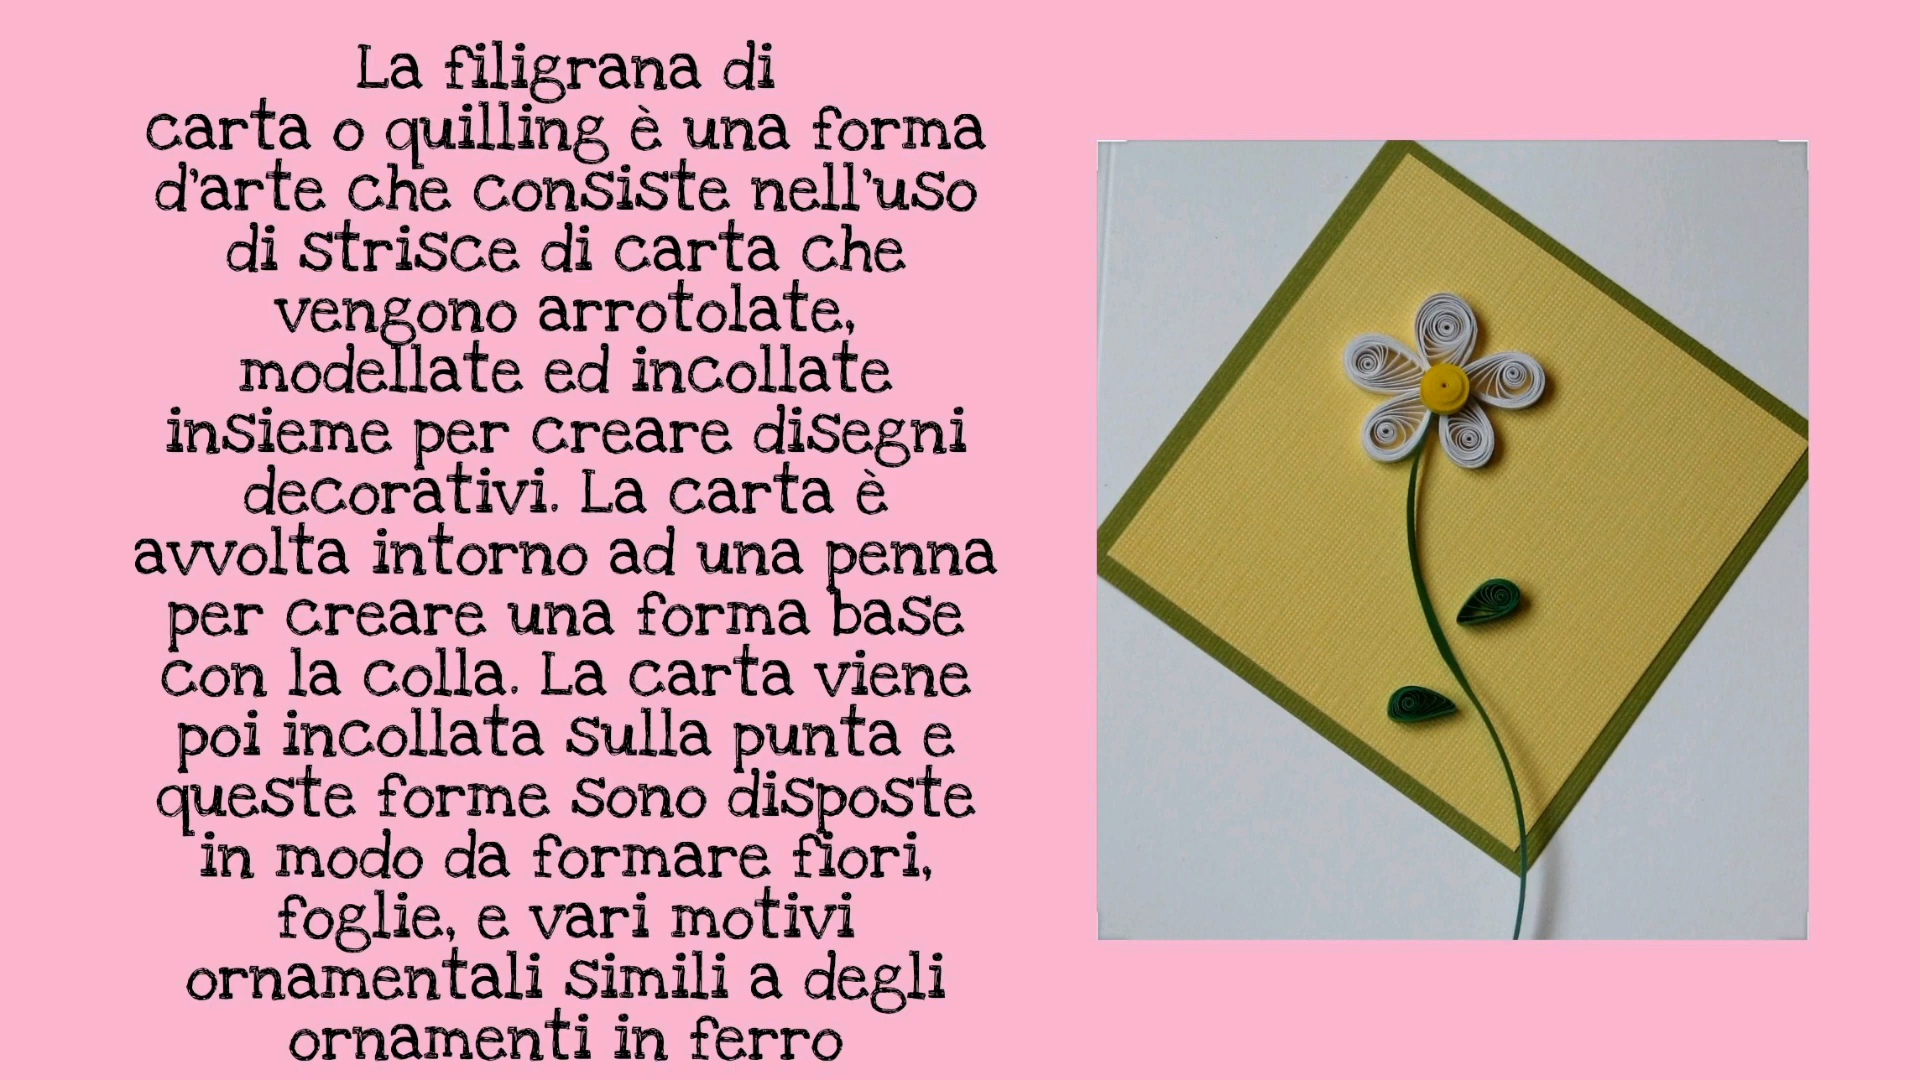 La filigrana di
carta o quilling è una forma
d'arte che consiste nell'uso
di strisce di carta che
vengono arrotolate,
modellate ed incollate
insieme per creare disegni
decorativi. La carta è
avvolta intorno ad una penna
per creare una forma base
con la colla. La carta viene
poi incollata sulla punta e
queste forme sono disposte
in modo da formare fiori,
foglie, e vari motivi
ornamentali simili a degli
ornamenti in ferro